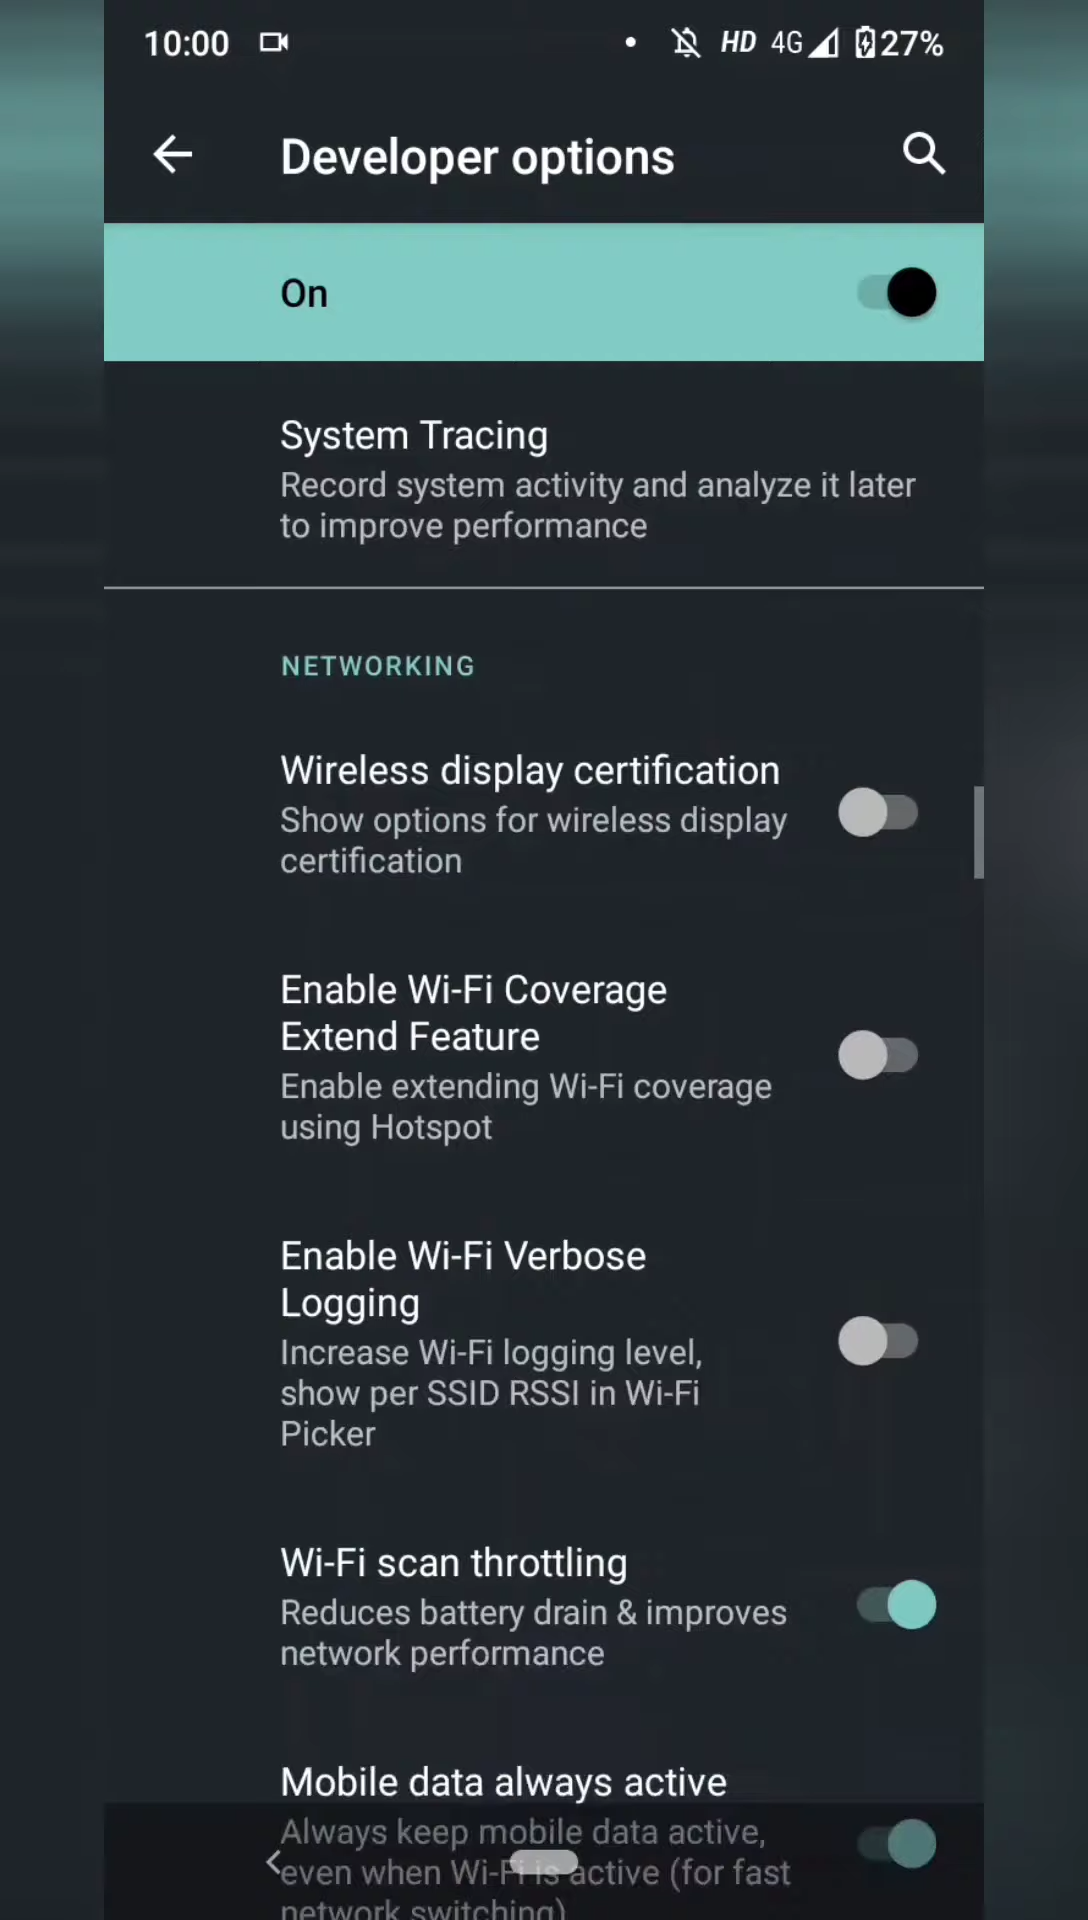 10:00 HD 4G 27%
Developer options
On
System Tracing
Record system activity and analyze it later
to improve performance
NETWORKING
Wireless display certification
Show options for wireless display
certification
Enable Wi-Fi Coverage
Extend Feature
Enable extending Wi-Fi coverage
using Hotspot
Enable Wi-Fi Verbose
Logging
Increase Wi-Fi logging level,
show per SSID RSSI in Wi-Fi
Picker
Wi-Fi scan throttling
Reduces battery drain & improves
network performance
Mobile data always active
Always keep mobile data active,
even when Wi-Fi is active (for fast
network switching)